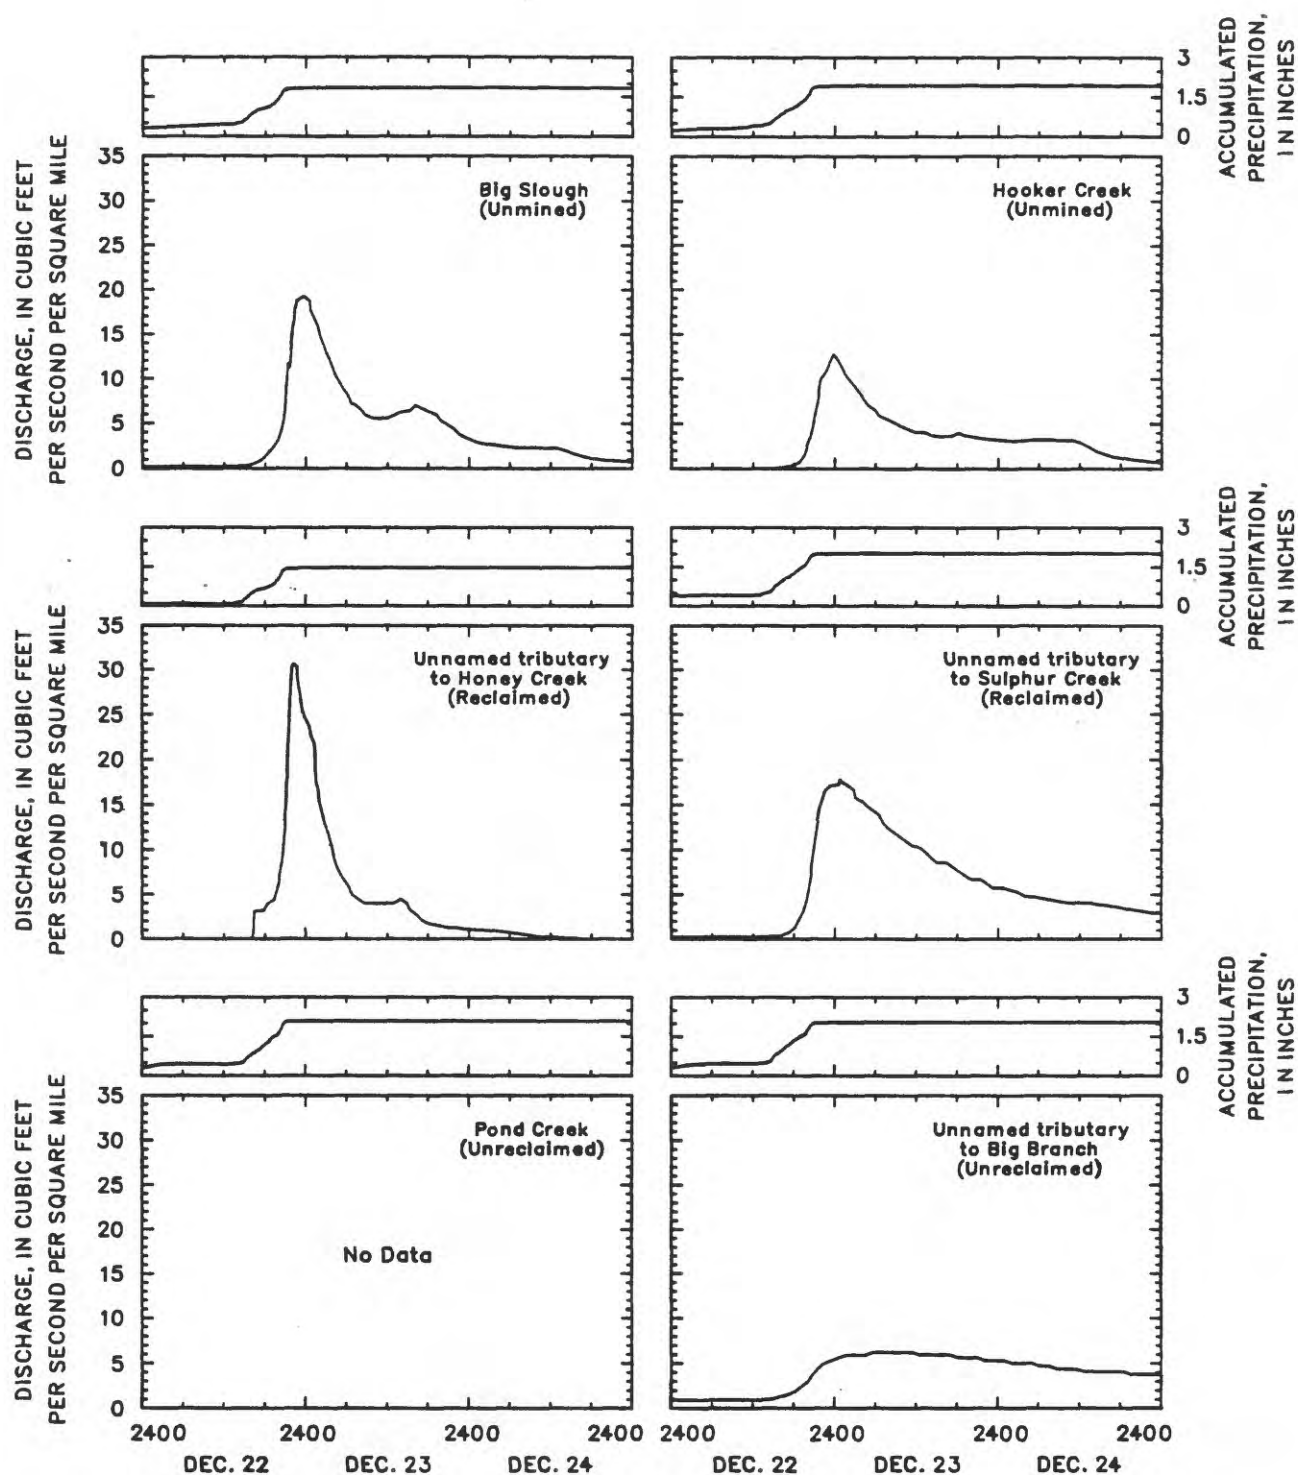 3
1.5
0
ACCUMULATED
PRECIPITATION,
IN INCHES
35
30
25
20
15
10
5
0
DISCHARGE, IN CUBIC FEET
PER SECOND PER SQUARE MILE
Big Slough
(Unmined)
Hooker Creek
(Unmined)
3
1.5
0
ACCUMULATED
PRECIPITATION,
IN INCHES
35
30
25
20
15
10
5
0
DISCHARGE, IN CUBIC FEET
PER SECOND PER SQUARE MILE
Unnamed tributary
to Honey Creek
(Reclaimed)
Unnamed tributary
to Sulphur Creek
(Reclaimed)
3
1.5
0
ACCUMULATED
PRECIPITATION,
IN INCHES
35
30
25
20
15
10
5
0
DISCHARGE, IN CUBIC FEET
PER SECOND PER SQUARE MILE
Pond Creek
(Unreclaimed)
No Data
Unnamed tributary
to Big Branch
(Unreclaimed)
2400 2400 2400 2400 2400 2400 2400 2400
DEC. 22 DEC. 23 DEC. 24 DEC. 22 DEC. 23 DEC. 24